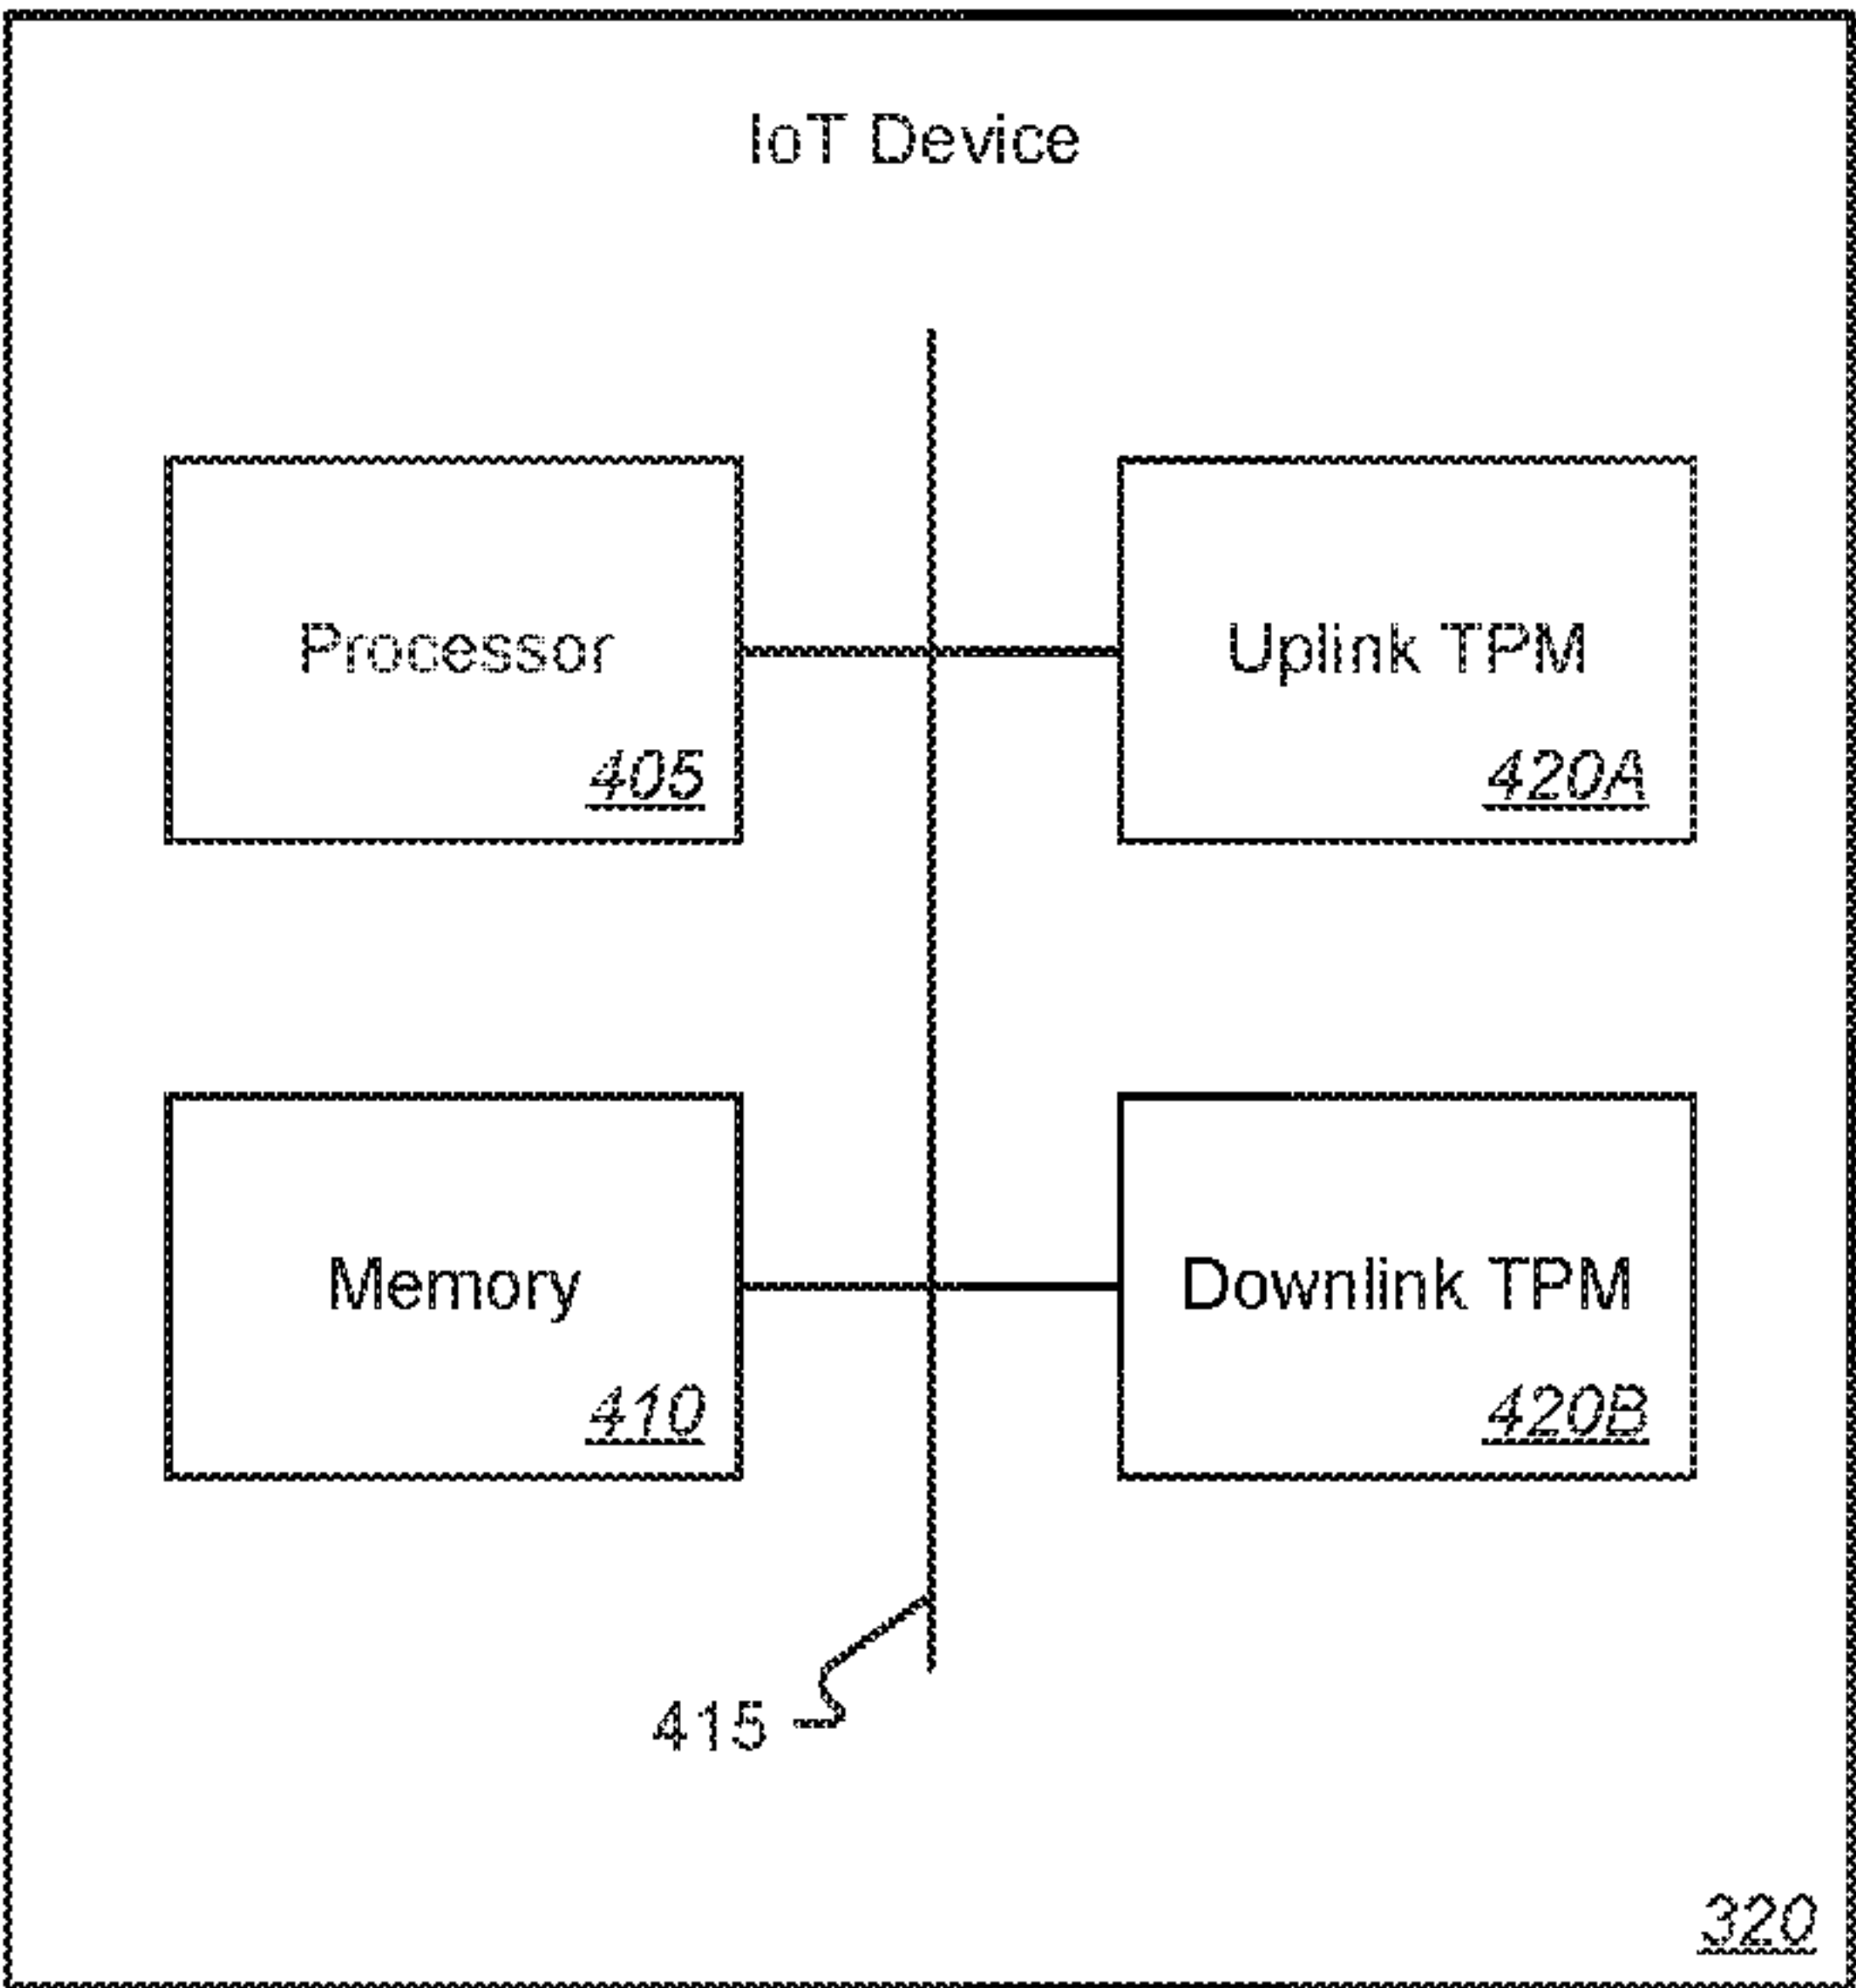 IoT Device
Processor
405
Uplink TPM
420A
Memory
410
Downlink TPM
420B
415
320